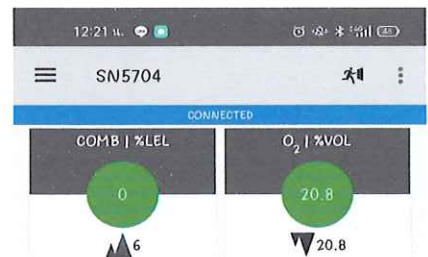 12:21 น.
SN5704
CONNECTED
COMB | %LEL
O₂ | %VOL
0
20.8
6
20.8